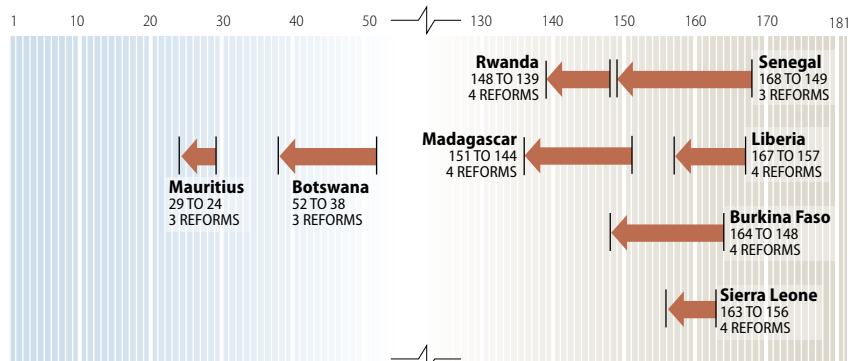 1 10 20 30 40 50 130 140 150 160 170 181
Rwanda
148 TO 139
4 REFORMS
Senegal
168 TO 149
3 REFORMS
Madagascar
151 TO 144
4 REFORMS
Liberia
167 TO 157
4 REFORMS
Mauritius
29 TO 24
3 REFORMS
Botswana
52 TO 38
3 REFORMS
Burkina Faso
164 TO 148
4 REFORMS
Sierra Leone
163 TO 156
4 REFORMS